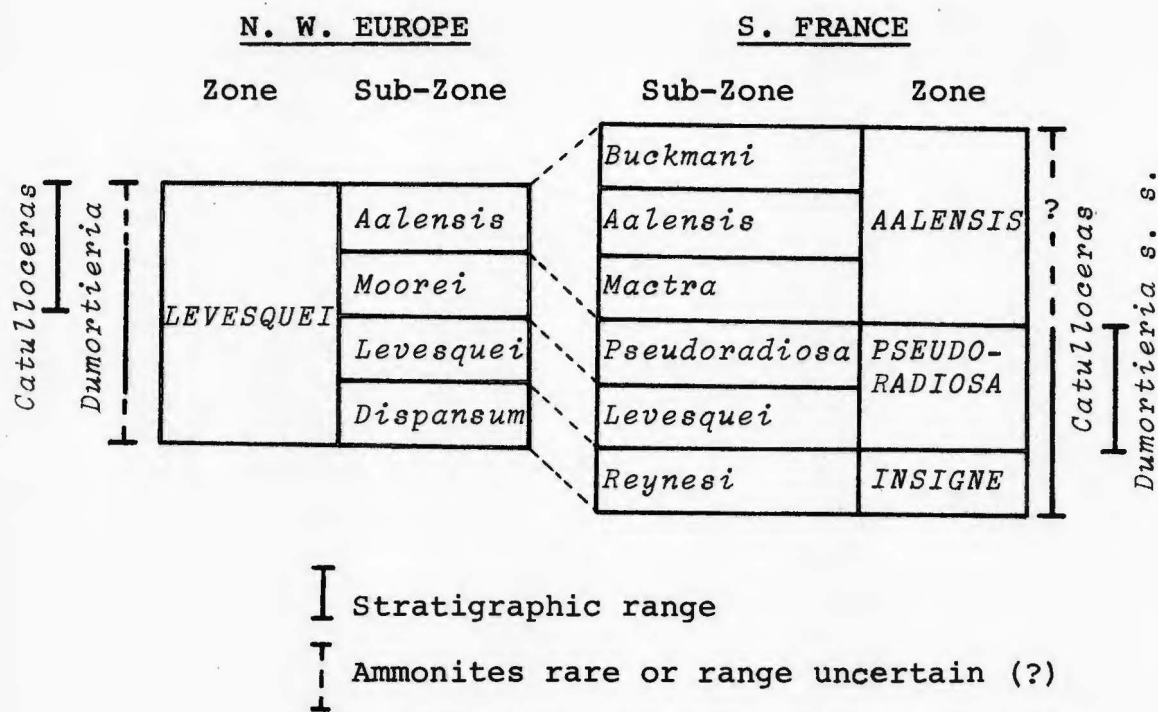 N. W. EUROPE
S. FRANCE
Zone
Sub-Zone
Sub-Zone
Zone
Catulloceras
Dumortieria
LEVESQUEI
Aalensis
Moorei
Levesquei
Dispansum
Buckmani
Aalensis
Mactra
Pseudoradiosa
Levesquei
Reynesi
AALENSIS
PSEUDO-
RADIOSA
INSIGNE
?
Catulloceras
Dumortieria s. s.
Stratigraphic range
Ammonites rare or range uncertain (?)